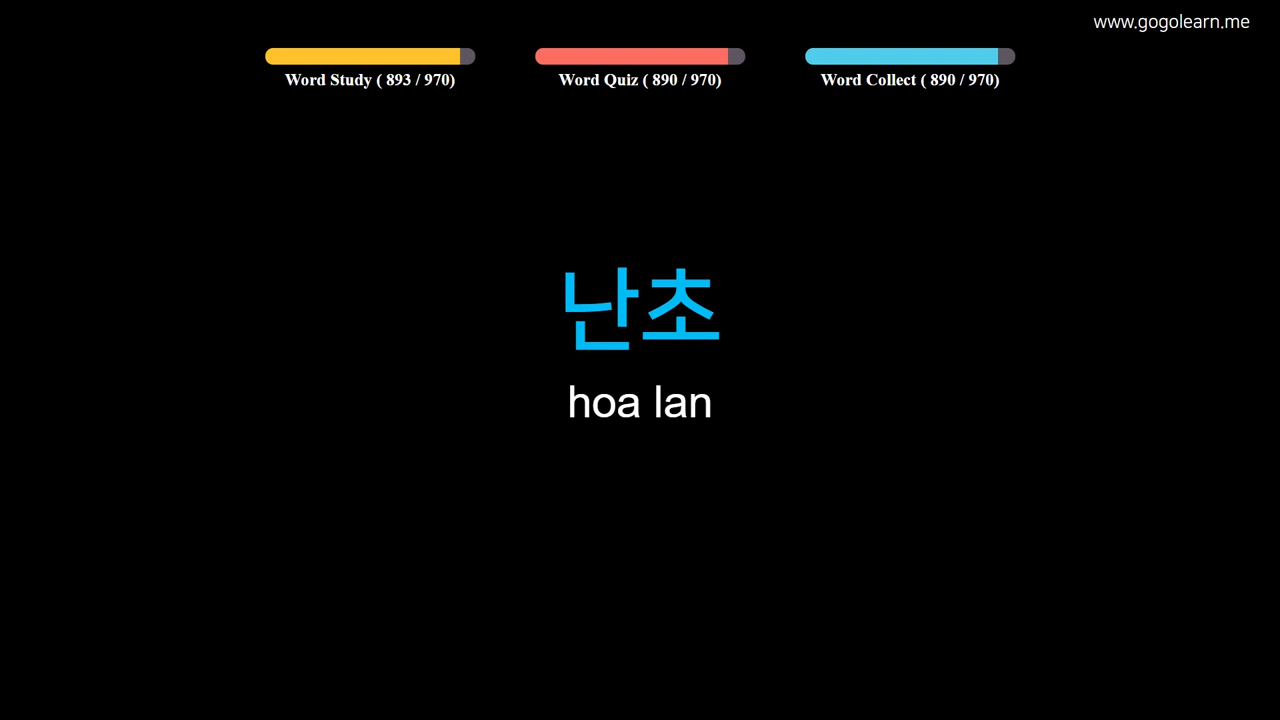 www.gogolearn.me
Word Study ( 893 / 970)
Word Quiz ( 890 / 970)
Word Collect ( 890 / 970)
난초
hoa lan